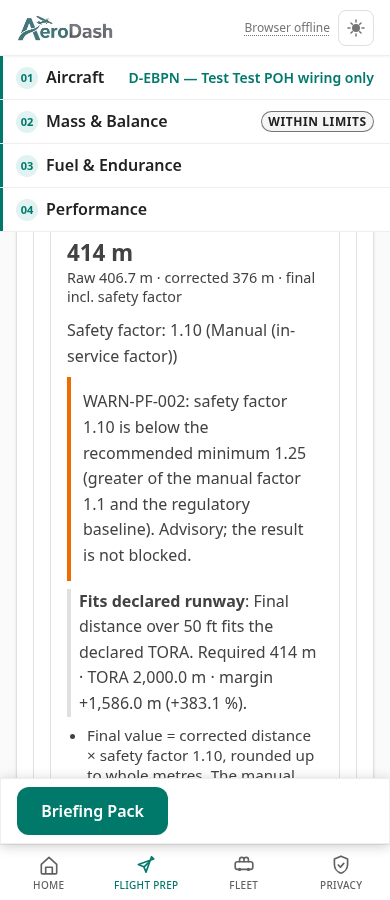 AeroDash
Browser offline
01 Aircraft D-EBPN — Test Test POH wiring only
02 Mass & Balance WITHIN LIMITS
03 Fuel & Endurance
04 Performance
414 m
Raw 406.7 m · corrected 376 m · final
incl. safety factor
Safety factor: 1.10 (Manual (in-
service factor))
WARN-PF-002: safety factor
1.10 is below the
recommended minimum 1.25
(greater of the manual factor
1.1 and the regulatory
baseline). Advisory; the result
is not blocked.
Fits declared runway: Final
distance over 50 ft fits the
declared TORA. Required 414 m
· TORA 2,000.0 m · margin
+1,586.0 m (+383.1 %).
• Final value = corrected distance
× safety factor 1.10, rounded up
to whole metres. The manual
Briefing Pack
HOME
FLIGHT PREP
FLEET
PRIVACY